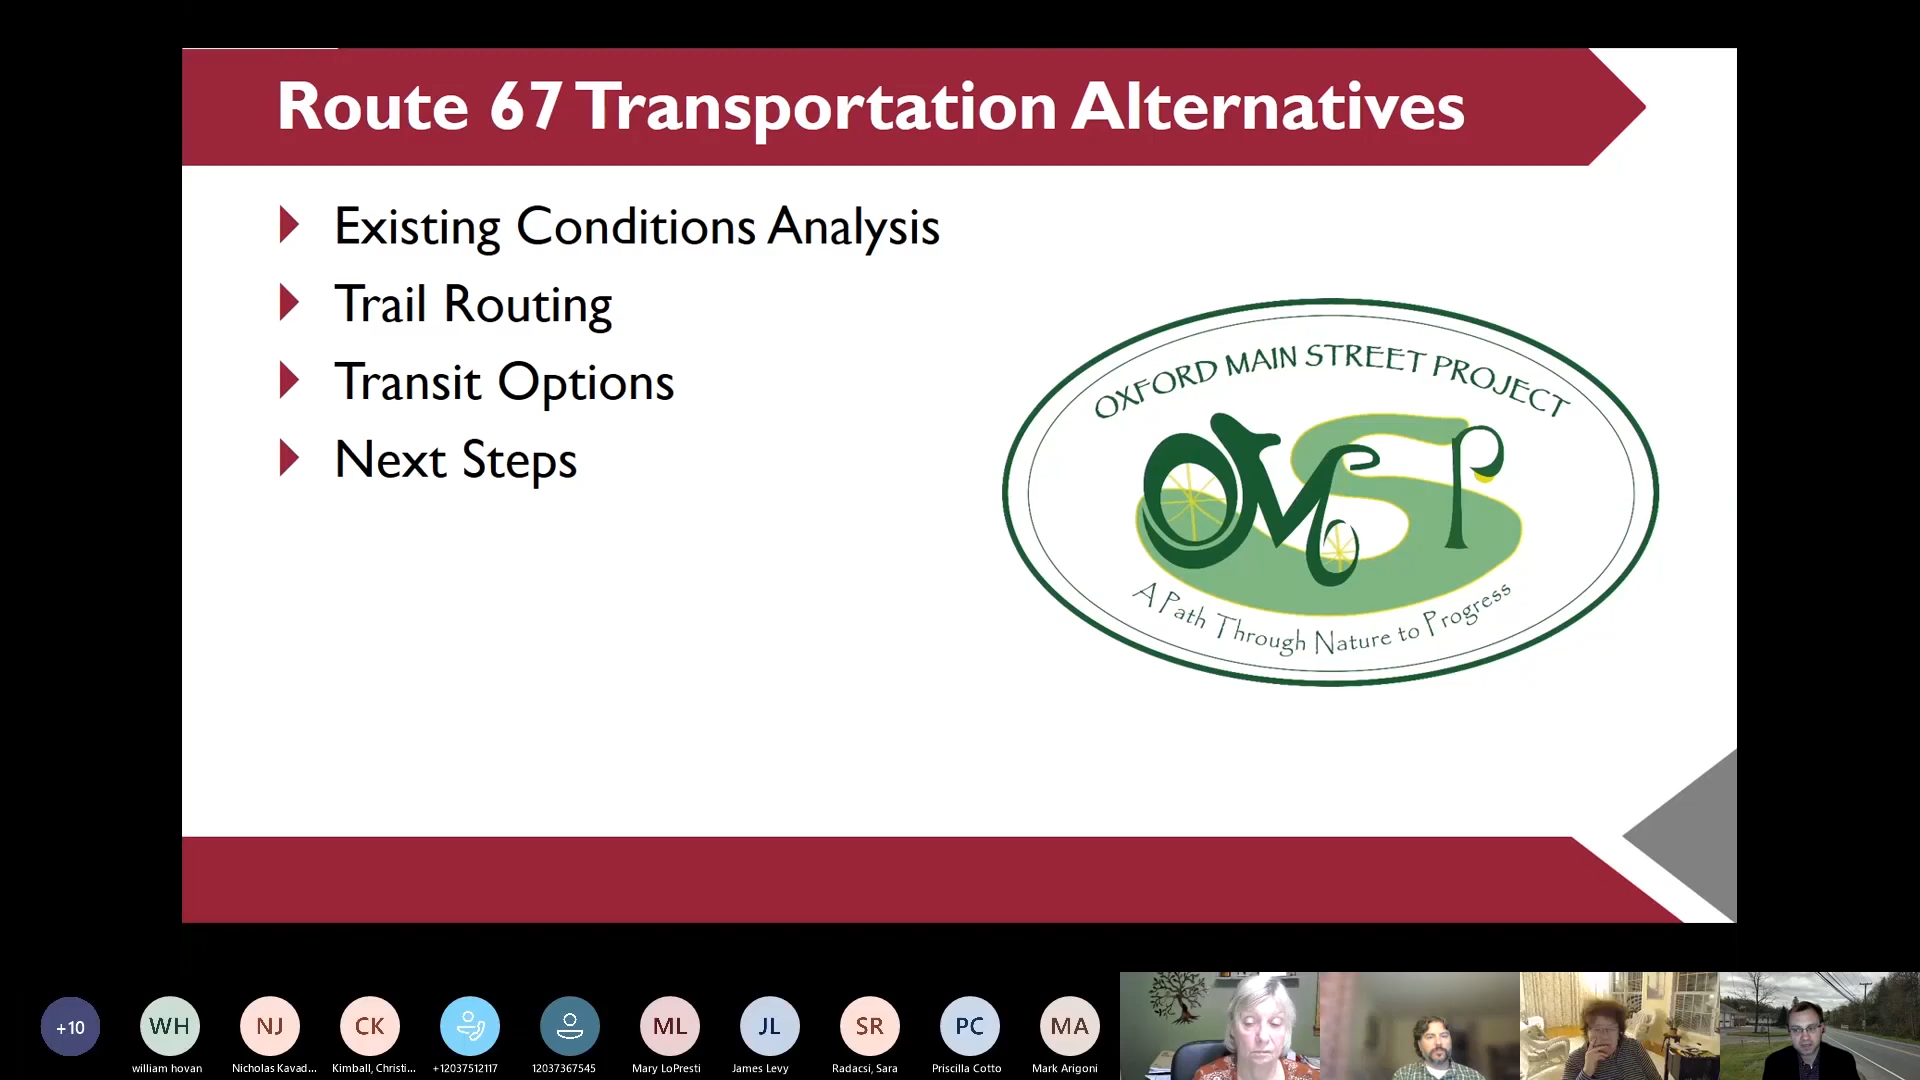 Route 67 Transportation Alternatives
Existing Conditions Analysis
Trail Routing
Transit Options
Next Steps
OXFORD MAIN STREET PROJECT
OMSP
A Path Through Nature to Progress
+10
WH
NJ
CK
ML
JL
SR
PC
MA
william hovan
Nicholas Kavad...
Kimball, Christi...
+12037512117
12037367545
Mary LoPresti
James Levy
Radacsi, Sara
Priscilla Cotto
Mark Arigoni